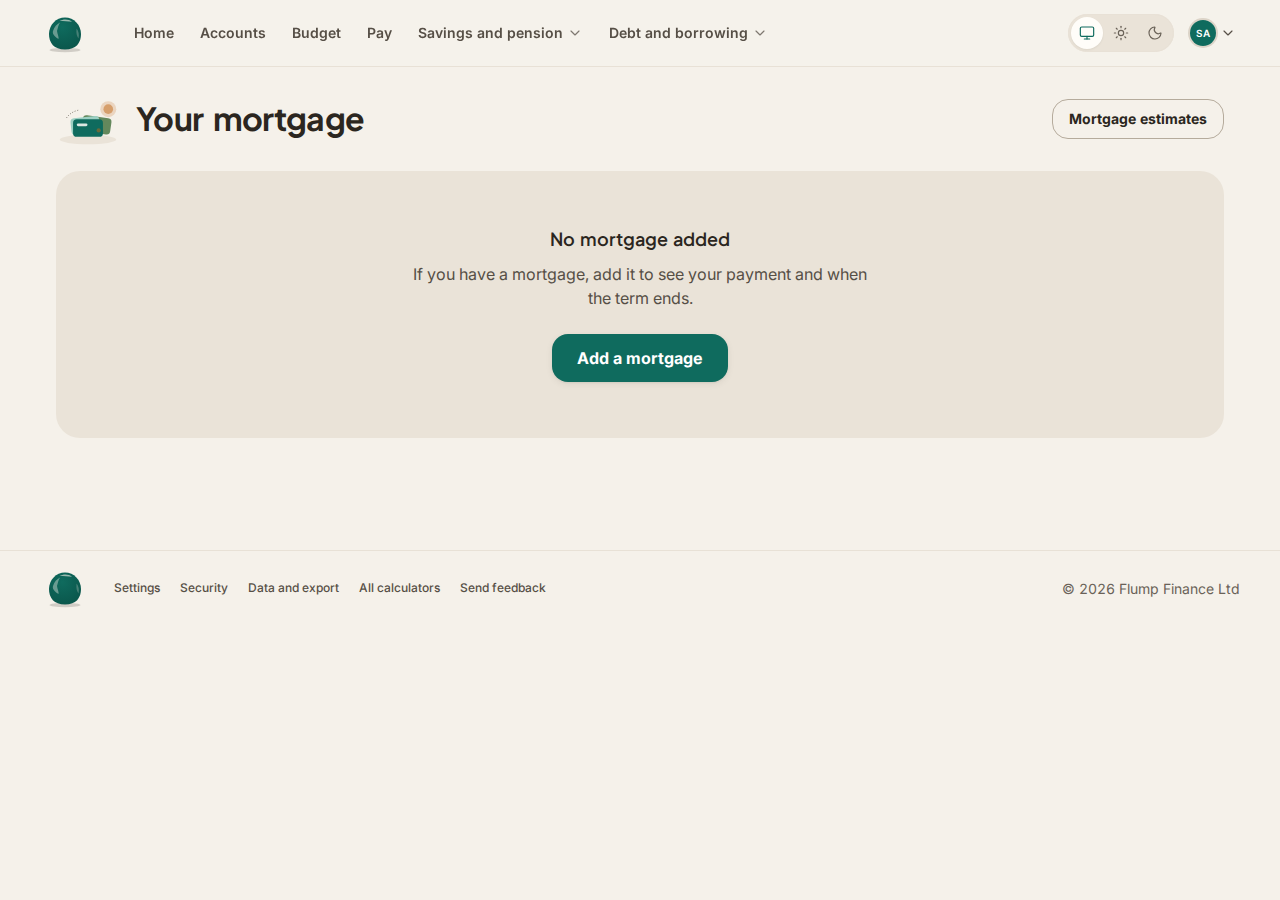 Home Accounts Budget Pay Savings and pension Debt and borrowing SA
Your mortgage
Mortgage estimates
No mortgage added
If you have a mortgage, add it to see your payment and when
the term ends.
Add a mortgage
Settings Security Data and export All calculators Send feedback © 2026 Flump Finance Ltd